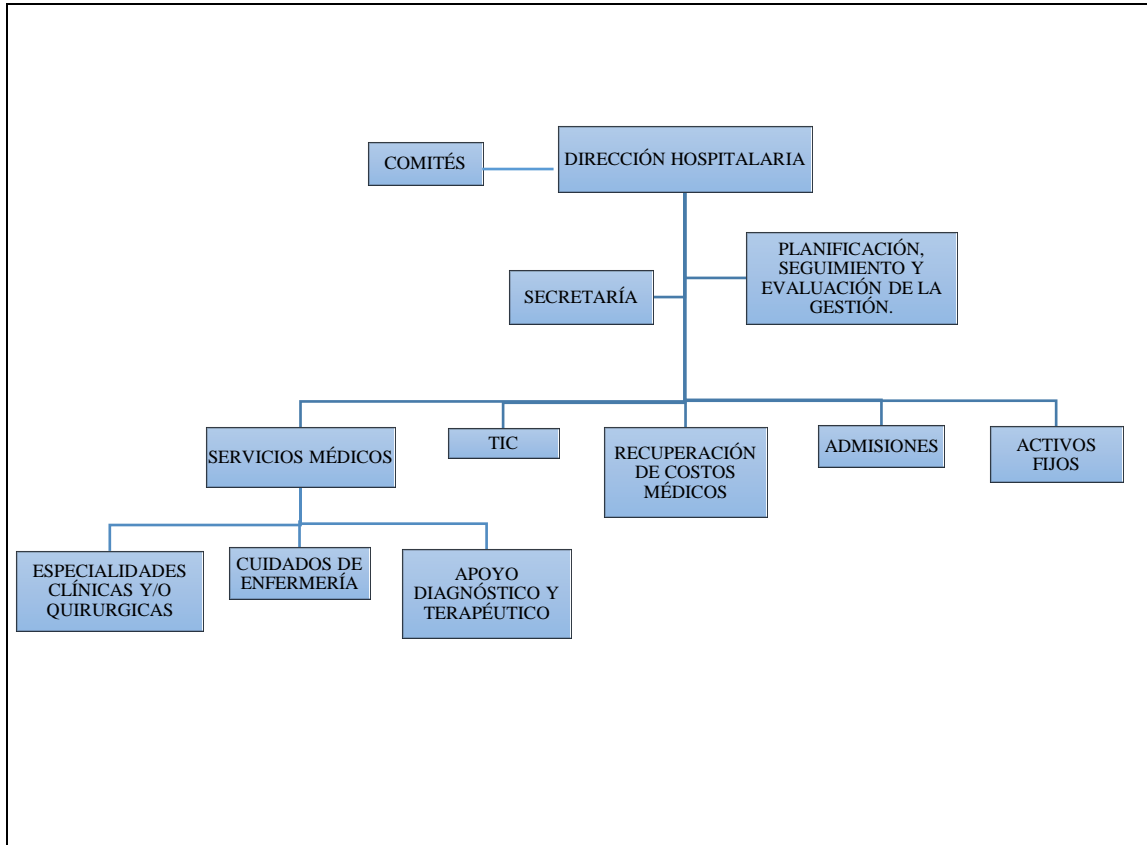 COMITÉS
DIRECCIÓN HOSPITALARIA
PLANIFICACIÓN,
SEGUIMIENTO Y
EVALUACIÓN DE LA
GESTIÓN.
SECRETARÍA
SERVICIOS MÉDICOS
TIC
RECUPERACIÓN
DE COSTOS
MÉDICOS
ADMISIONES
ACTIVOS
FIJOS
ESPECIALIDADES
CLÍNICAS Y/O
QUIRURGICAS
CUIDADOS DE
ENFERMERÍA
APOYO
DIAGNÓSTICO Y
TERAPÉUTICO